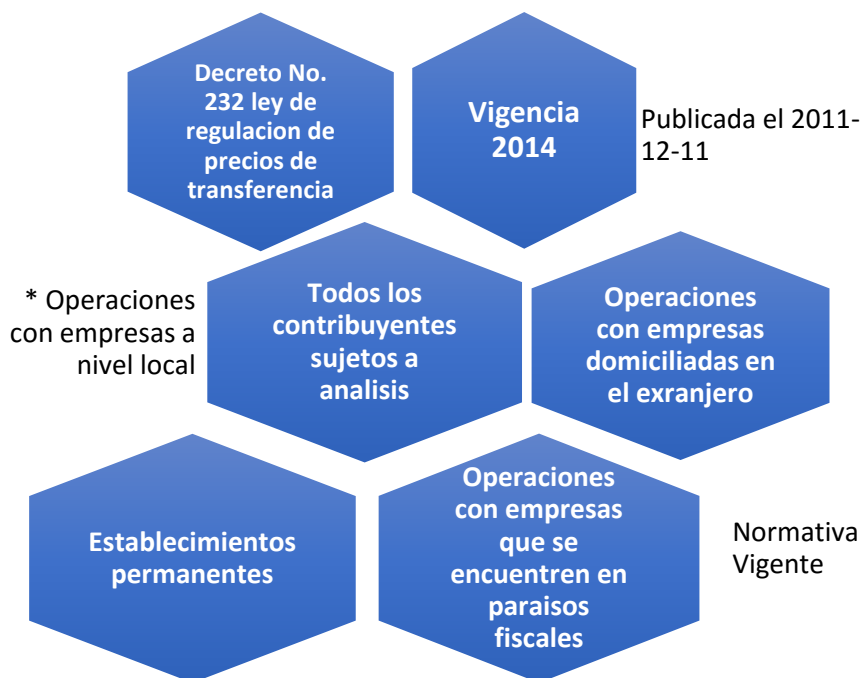 Decreto No.
232 ley de
regulacion de
precios de
transferencia
Vigencia
2014
Publicada el 2011-
12-11
* Operaciones
con empresas a
nivel local
Todos los
contribuyentes
sujetos a
analisis
Operaciones
con empresas
domiciliadas en
el exranjero
Establecimientos
permanentes
Operaciones
con empresas
que se
encuentren en
paraisos
fiscales
Normativa
Vigente